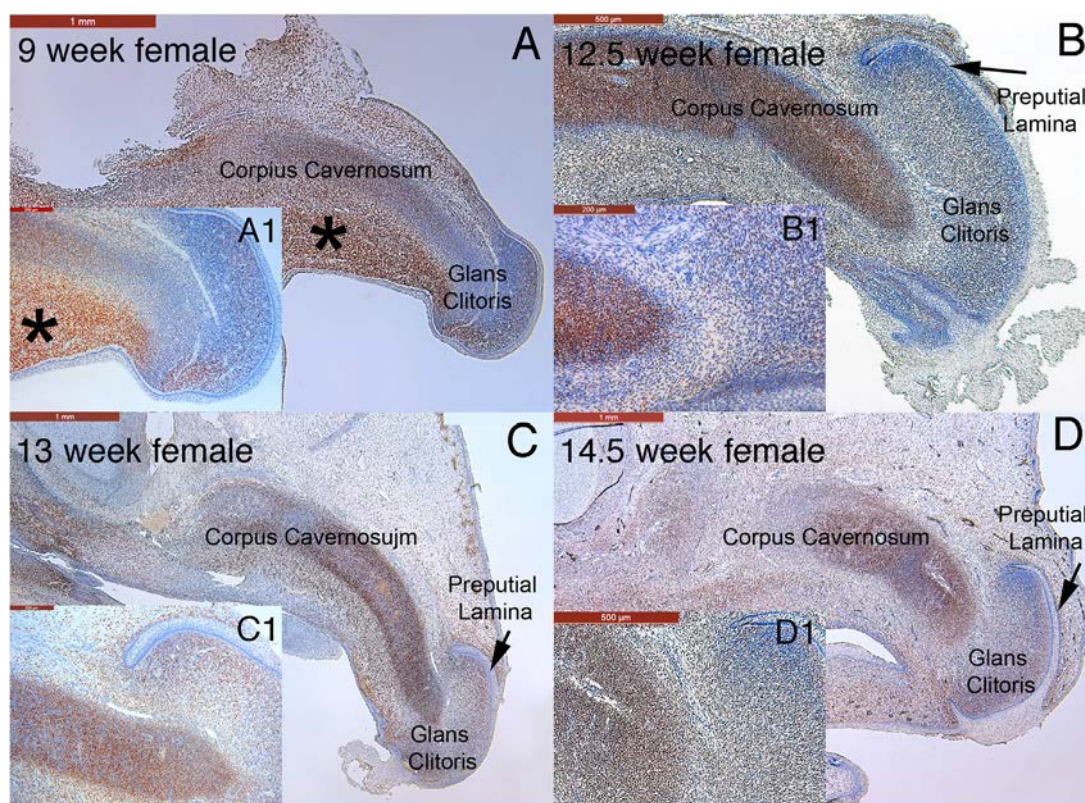 1 mm
9 week female
A
Corpius Cavernosum
*
Glans
Clitoris
A1
*
500 µm
12.5 week female
B
Preputial
Lamina
Corpus Cavernosum
Glans
Clitoris
B1
200 µm
1 mm
13 week female
C
Corpus Cavernosujm
Preputial
Lamina
Glans
Clitoris
C1
1 mm
14.5 week female
D
Preputial
Lamina
Corpus Cavernosum
Glans
Clitoris
D1
500 µm